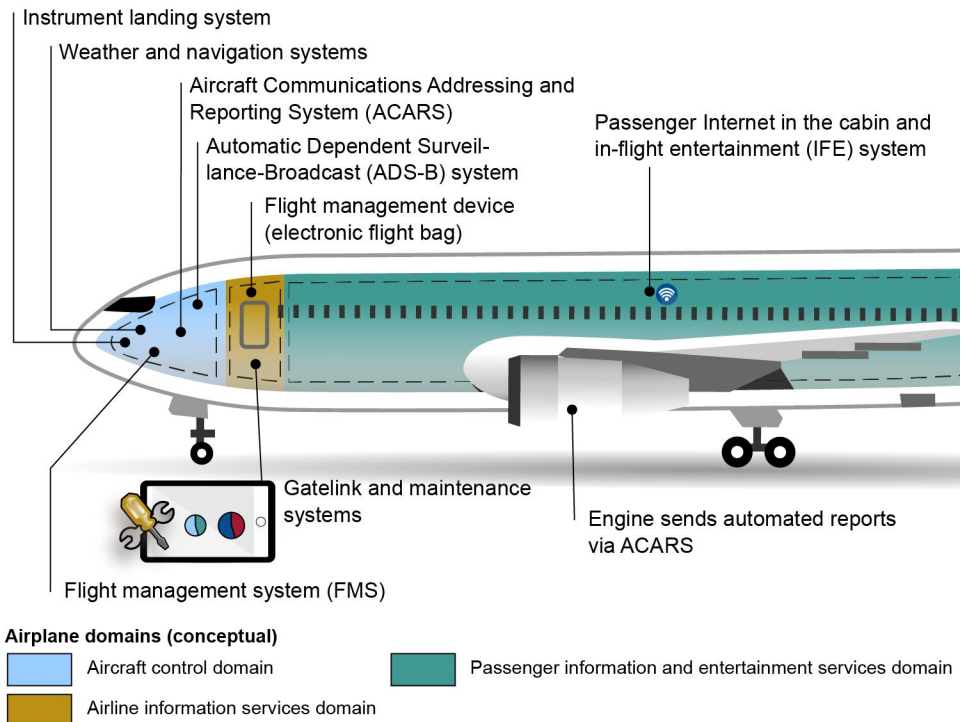 Instrument landing system
Weather and navigation systems
Aircraft Communications Addressing and
Reporting System (ACARS)
Automatic Dependent Surveil-
lance-Broadcast (ADS-B) system
Flight management device
(electronic flight bag)
Passenger Internet in the cabin and
in-flight entertainment (IFE) system
Gatelink and maintenance
systems
Engine sends automated reports
via ACARS
Flight management system (FMS)
Airplane domains (conceptual)
Aircraft control domain
Passenger information and entertainment services domain
Airline information services domain